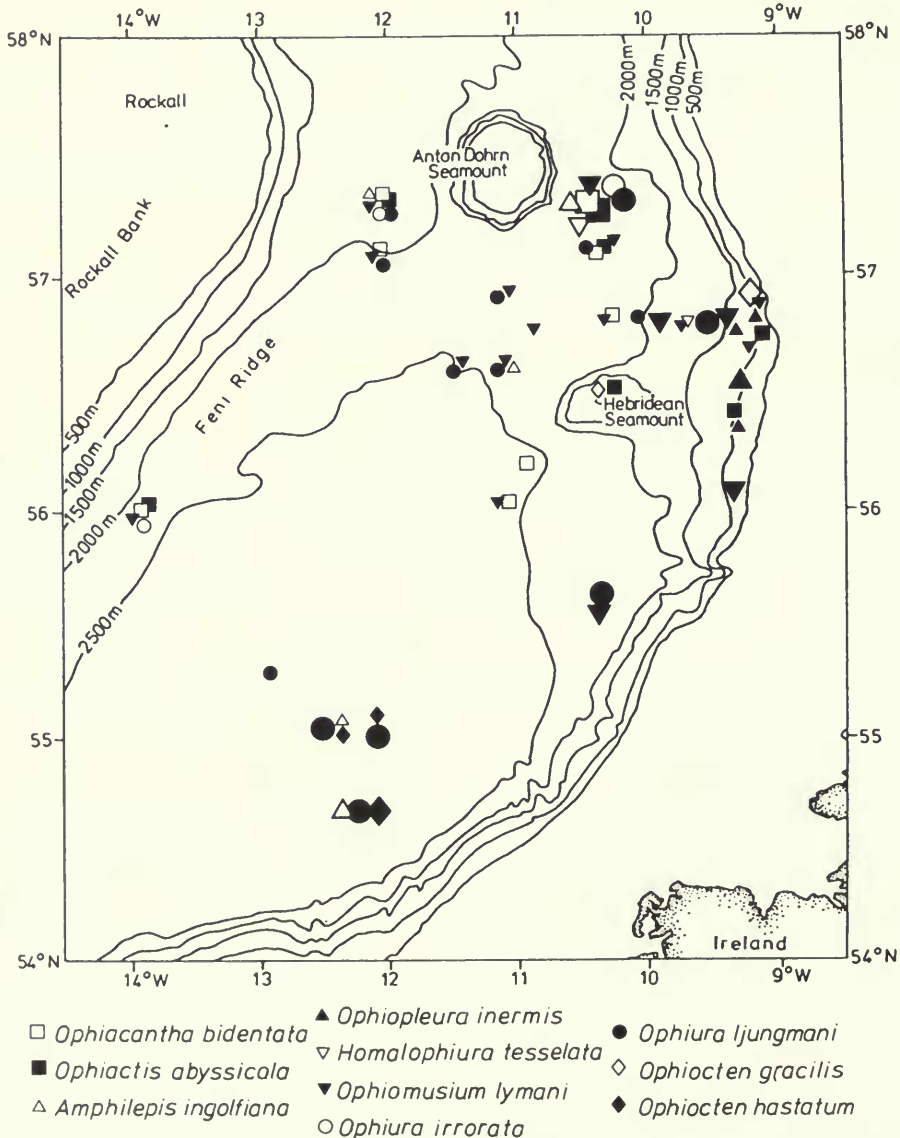 14°W 13 12 11 10 9°W
58°N 58°N
Rockall
2000m
1500m
1000m
500m
Anton Dohrn
Seamount
Rockall Bank
57 57
Feni Ridge
500m
1000m
1500m
2000m
2500m
Hebridean
Seamount
56 56
55 55
Ireland
54°N 54°N
14°W 13 12 11 10 9°W
Ophiacantha bidentata
Ophiactis abyssicola
Amphilepis ingolfiana
Ophiopleura inermis
Homalophiura tesselata
Ophiomusium lymani
Ophiura irrorata
Ophiura ljungmani
Ophiocten gracilis
Ophiocten hastatum